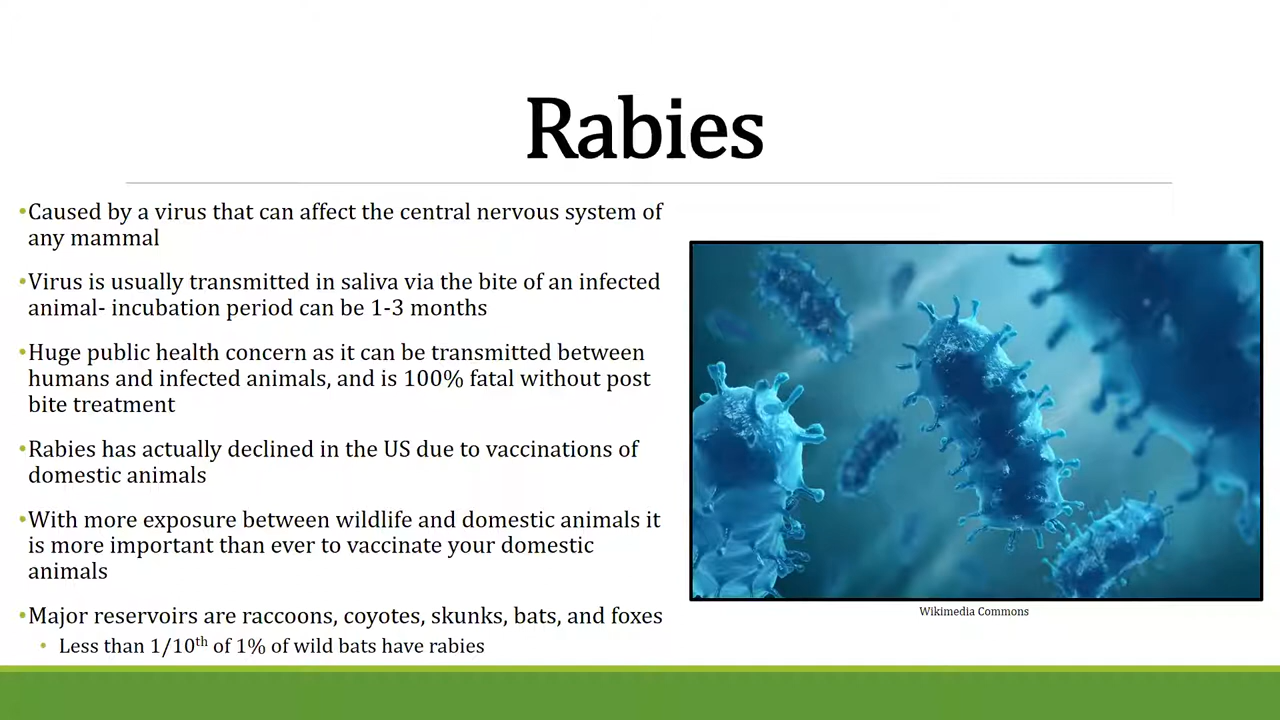 Rabies
•Caused by a virus that can affect the central nervous system of
any mammal
•Virus is usually transmitted in saliva via the bite of an infected
animal- incubation period can be 1-3 months
•Huge public health concern as it can be transmitted between
humans and infected animals, and is 100% fatal without post
bite treatment
•Rabies has actually declined in the US due to vaccinations of
domestic animals
•With more exposure between wildlife and domestic animals it
is more important than ever to vaccinate your domestic
animals
•Major reservoirs are raccoons, coyotes, skunks, bats, and foxes
• Less than 1/10th of 1% of wild bats have rabies
Wikimedia Commons